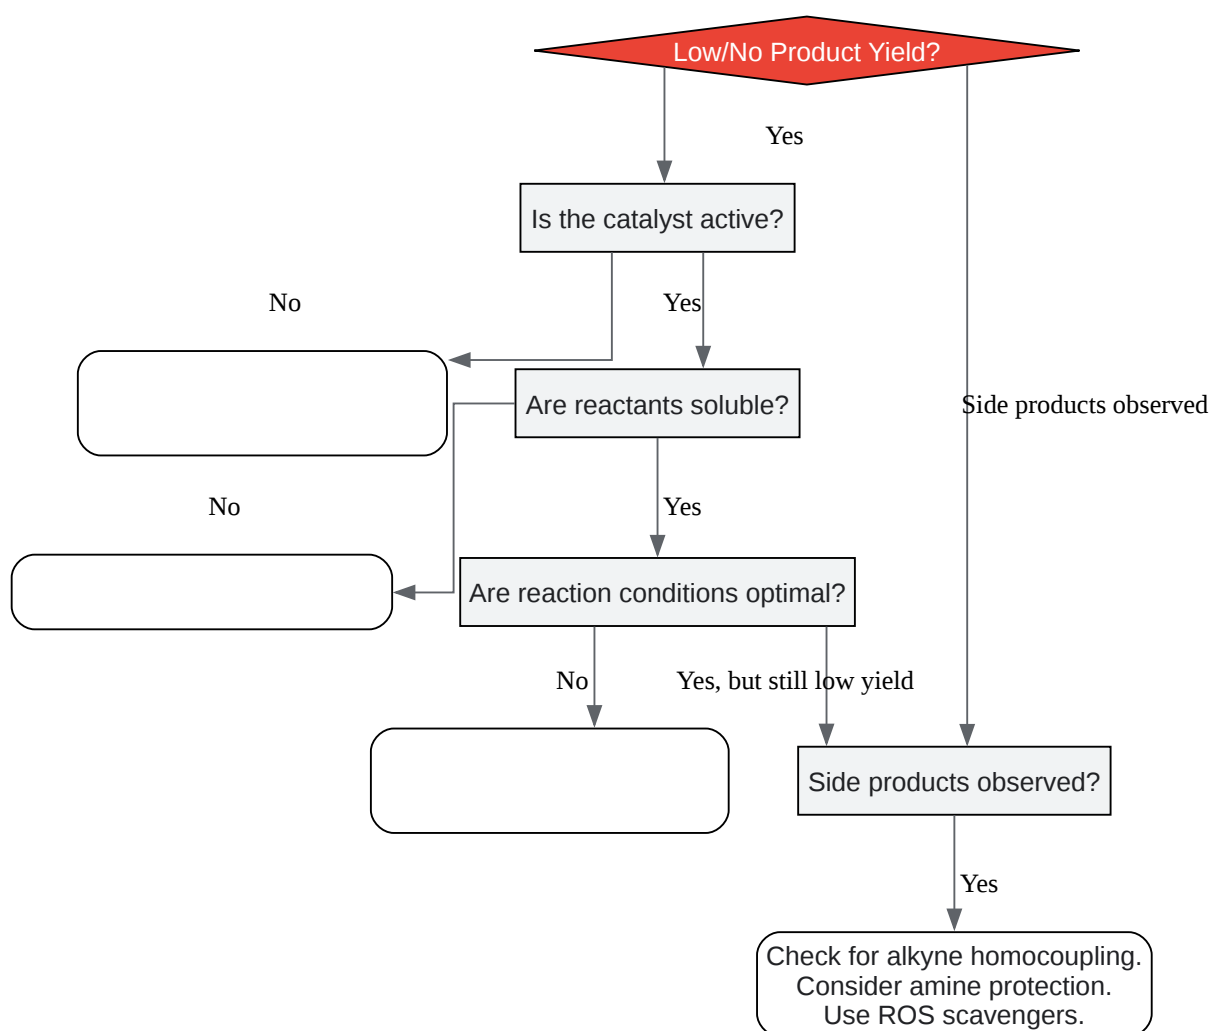 Low/No Product Yield?
Yes
Is the catalyst active?
No
Yes
Are reactants soluble?
Side products observed
No
Yes
Are reaction conditions optimal?
No
Yes, but still low yield
Side products observed?
Yes
Check for alkyne homocoupling.
Consider amine protection.
Use ROS scavengers.